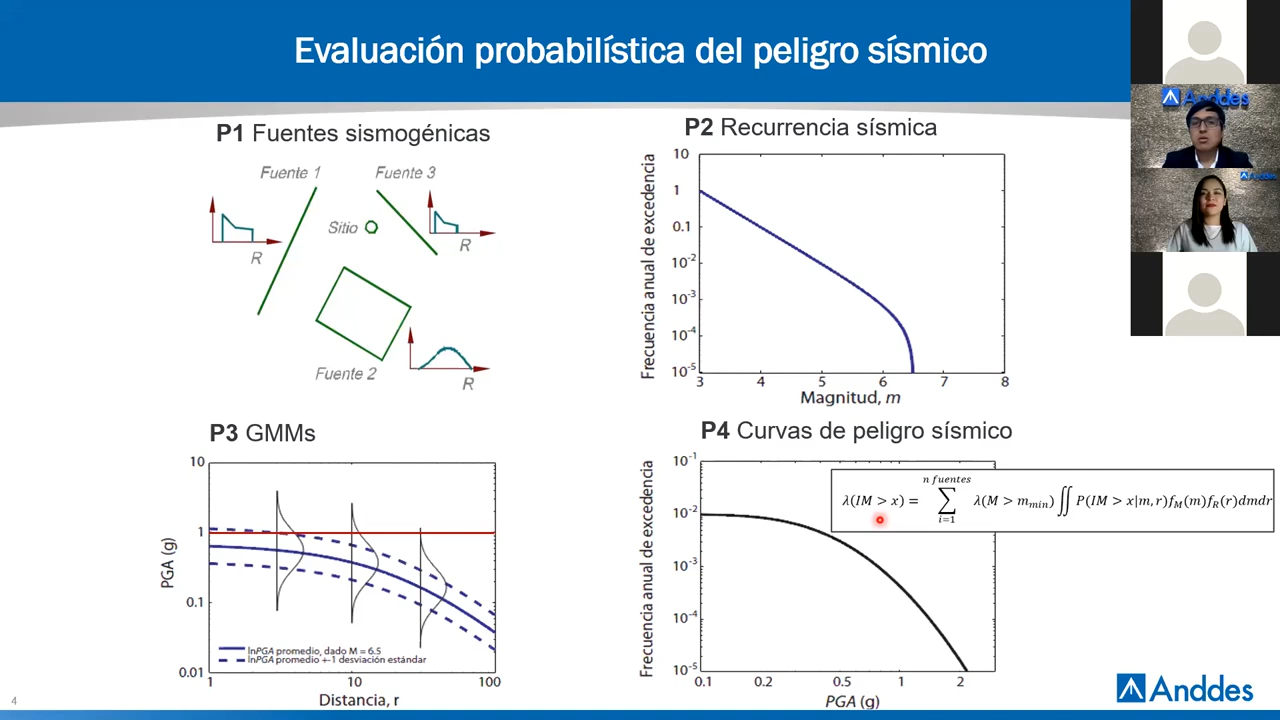 Evaluación probabilística del peligro sísmico
Anddes
Anddes
P1 Fuentes sismogénicas
Fuente 1
Fuente 3
Sitio
R
R
Fuente 2
R
P2 Recurrencia sísmica
Frecuencia anual de excedencia
10
1
0.1
10⁻²
10⁻³
10⁻⁴
10⁻⁵
3 4 5 6 7 8
Magnitud, m
P3 GMMs
PGA (g)
10
1
0.1
0.01
lnPGA promedio, dado M = 6.5
lnPGA promedio +-1 desviación estándar
1 10 100
Distancia, r
P4 Curvas de peligro sísmico
Frecuencia anual de excedencia
10⁻¹
10⁻²
10⁻³
10⁻⁴
10⁻⁵
λ(IM > x) = ∑ᵢ₌₁ⁿ ᶠᵘᵉⁿᵗᵉˢ λ(M > mₘᵢₙ) ∬ P(IM > x|m, r)f_M(m)f_R(r)dmdr
0.1 0.2 0.5 1 2
PGA (g)
4
Anddes